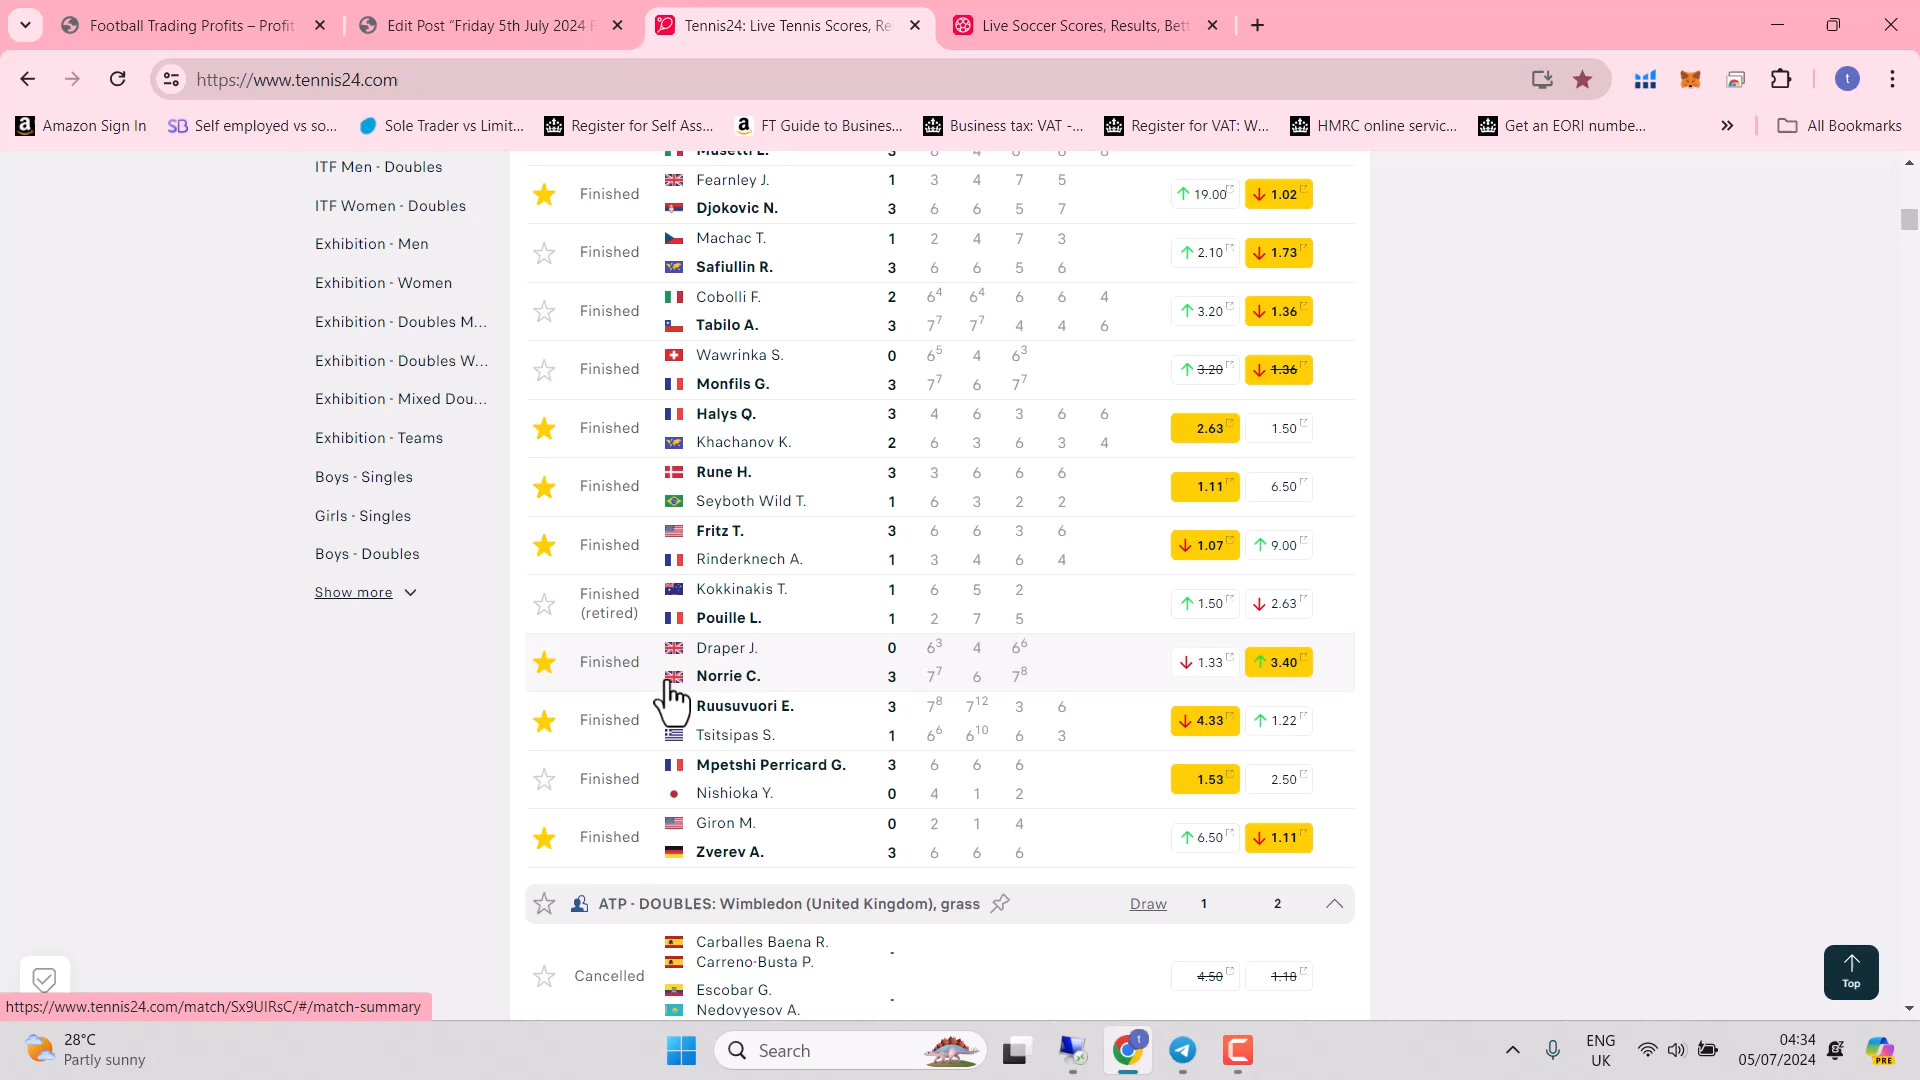 Football Trading Profits – Profit
Edit Post “Friday 5th July 2024 F
Tennis24: Live Tennis Scores, Re
Live Soccer Scores, Results, Bett
https://www.tennis24.com
t
Amazon Sign In
Self employed vs so...
Sole Trader vs Limit...
Register for Self Ass...
FT Guide to Busines...
Business tax: VAT -...
Register for VAT: W...
HMRC online servic...
Get an EORI numbe...
All Bookmarks
ITF Men - Doubles
ITF Women - Doubles
Exhibition - Men
Exhibition - Women
Exhibition - Doubles M...
Exhibition - Doubles W...
Exhibition - Mixed Dou...
Exhibition - Teams
Boys - Singles
Girls - Singles
Boys - Doubles
Show more
Musetti L. 3 6 4 6 6 6
Finished
Fearnley J. 1 3 4 7 5
Djokovic N. 3 6 6 5 7
19.00 1.02
Finished
Machac T. 1 2 4 7 3
Safiullin R. 3 6 6 5 6
2.10 1.73
Finished
Cobolli F. 2 6⁴ 6⁴ 6 6 4
Tabilo A. 3 7⁷ 7⁷ 4 4 6
3.20 1.36
Finished
Wawrinka S. 0 6⁵ 4 6³
Monfils G. 3 7⁷ 6 7⁷
3.20 1.36
Finished
Halys Q. 3 4 6 3 6 6
Khachanov K. 2 6 3 6 3 4
2.63 1.50
Finished
Rune H. 3 3 6 6 6
Seyboth Wild T. 1 6 3 2 2
1.11 6.50
Finished
Fritz T. 3 6 6 3 6
Rinderknech A. 1 3 4 6 4
1.07 9.00
Finished
(retired)
Kokkinakis T. 1 6 5 2
Pouille L. 1 2 7 5
1.50 2.63
Finished
Draper J. 0 6³ 4 6⁶
Norrie C. 3 7⁷ 6 7⁸
1.33 3.40
Finished
Ruusuvuori E. 3 7⁸ 7¹² 3 6
Tsitsipas S. 1 6⁶ 6¹⁰ 6 3
4.33 1.22
Finished
Mpetshi Perricard G. 3 6 6 6
Nishioka Y. 0 4 1 2
1.53 2.50
Finished
Giron M. 0 2 1 4
Zverev A. 3 6 6 6
6.50 1.11
ATP - DOUBLES: Wimbledon (United Kingdom), grass Draw 1 2
Cancelled
Carballes Baena R.
Carreno-Busta P. -
Escobar G.
Nedovyesov A. -
4.50 1.18
Top
https://www.tennis24.com/match/Sx9UIRsC/#/match-summary
28°C
Partly sunny
Search
t
ENG
UK
04:34
05/07/2024
PRE